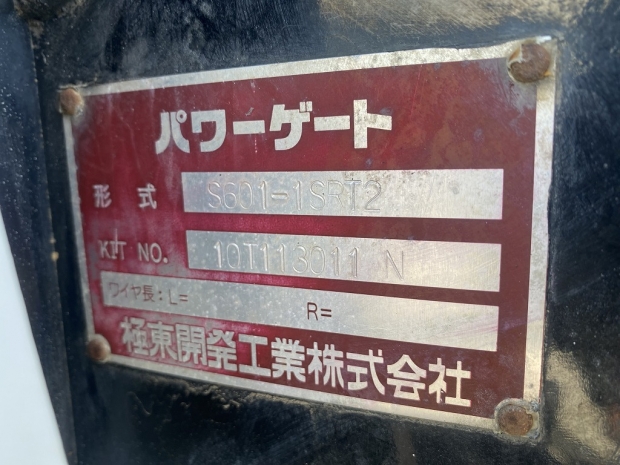 パワーゲート
形式 S601-1SRT2
KIT NO. 10T113011 N
ワイヤ長:L= R=
極東開発工業株式会社